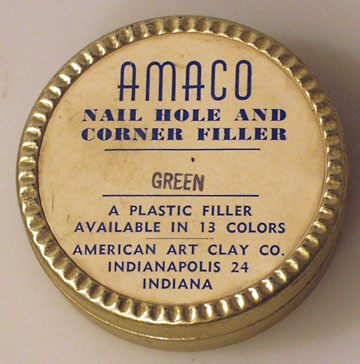 AMACO
NAIL HOLE AND
CORNER FILLER
GREEN
A PLASTIC FILLER
AVAILABLE IN 13 COLORS
AMERICAN ART CLAY CO.
INDIANAPOLIS 24
INDIANA